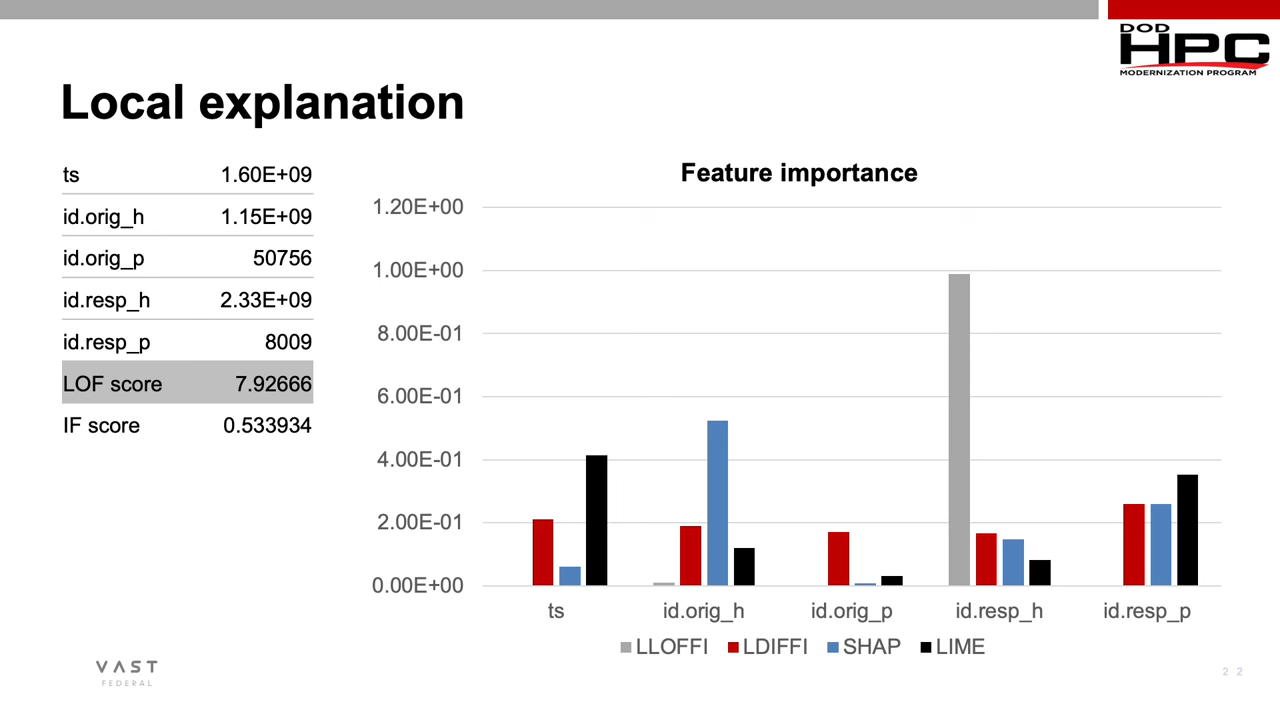 DOD
HPC
MODERNIZATION PROGRAM
Local explanation
ts 1.60E+09
id.orig_h 1.15E+09
id.orig_p 50756
id.resp_h 2.33E+09
id.resp_p 8009
LOF score 7.92666
IF score 0.533934
Feature importance
1.20E+00
1.00E+00
8.00E-01
6.00E-01
4.00E-01
2.00E-01
0.00E+00
ts id.orig_h id.orig_p id.resp_h id.resp_p
LLOFFI LDIFFI SHAP LIME
VAST
FEDERAL
22